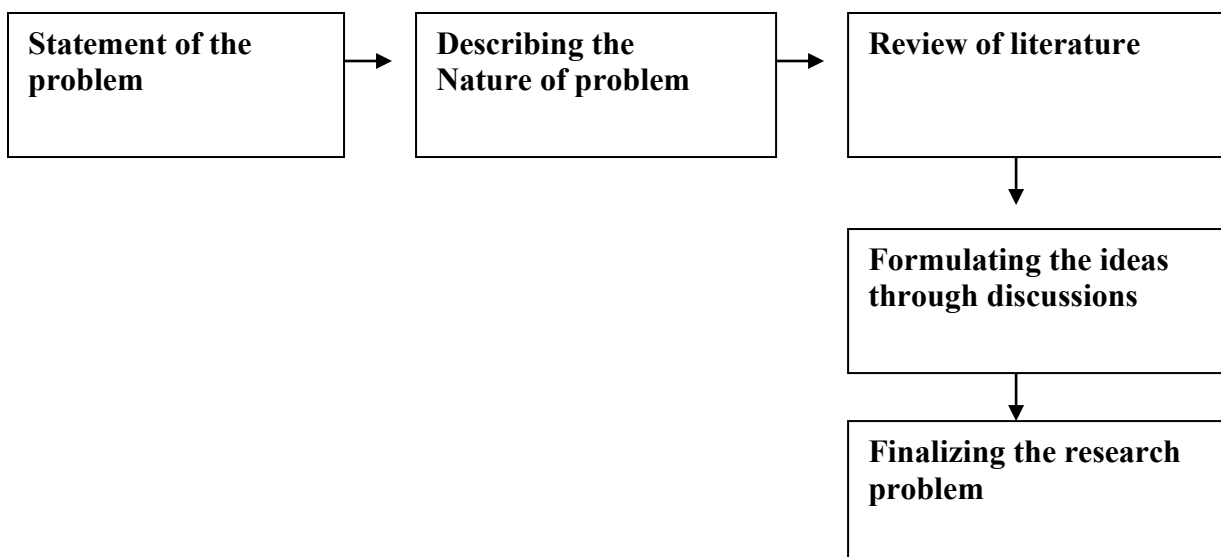 Statement of the
problem
Describing the
Nature of problem
Review of literature
Formulating the ideas
through discussions
Finalizing the research
problem